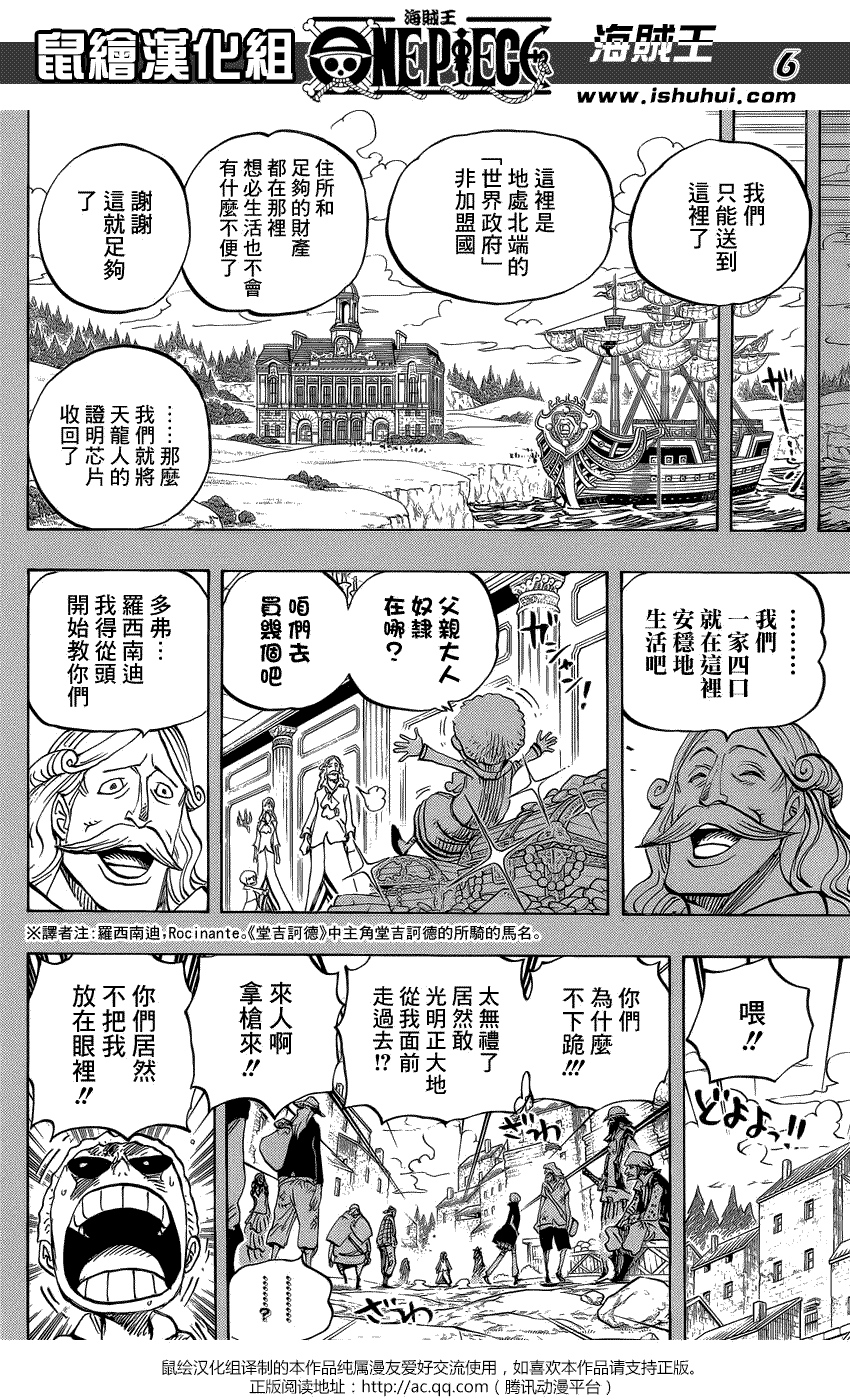 鼠繪漢化組
海賊王
ONE PIECE
海賊王
6
www.ishuhui.com
我們
只能送到
這裡了
這裡是
地處北端的
「世界政府」
非加盟國
住所和
足夠的財產
都在那裡
想必生活也不會
有什麼不便了
謝謝
這就足夠
了
……那麼
我們就將
天龍人的
證明芯片
收回了
ザザ…
………
我們
一家四口
就在這裡
安穩地
生活吧
父親大人
奴隸
在哪?
咱們去
買幾個吧
多弗…
羅西南迪
我得從頭
開始教你們
※譯者注:羅西南迪,Rocinante。《堂吉訶德》中主角堂吉訶德的所騎的馬名。
喂!!
どよよっ!!
你們
為什麼
不下跪!!!
太無禮了
居然敢
光明正大地
從我面前
走過去!?
來人啊
拿槍來!!
你們居然
不把我
放在眼裡!!
ざわっ
ざわっ
………?
鼠绘汉化组译制的本作品纯属漫友爱好交流使用，如喜欢本作品请支持正版。
正版阅读地址：http://ac.qq.com（腾讯动漫平台）